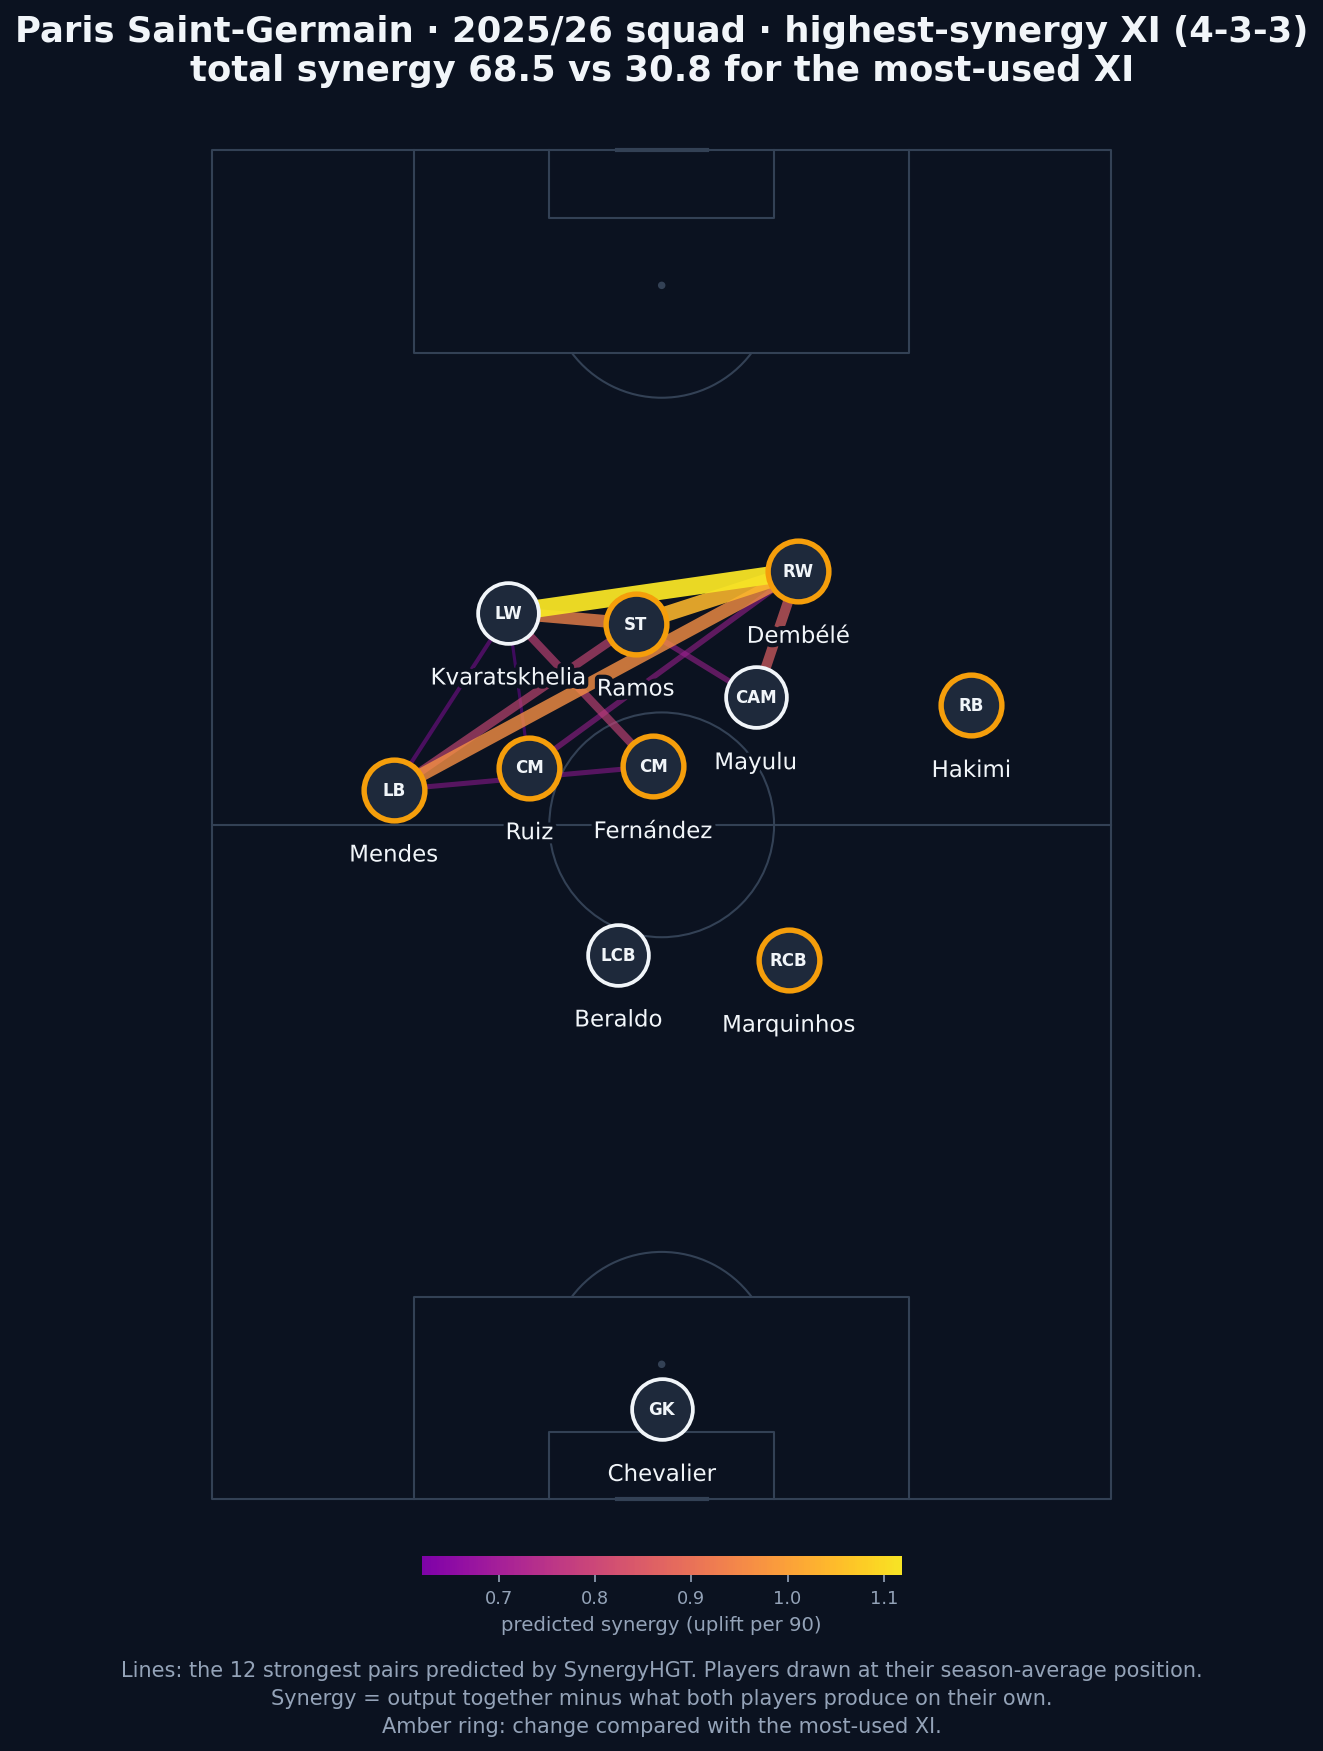 Paris Saint-Germain · 2025/26 squad · highest-synergy XI (4-3-3)
total synergy 68.5 vs 30.8 for the most-used XI
RW
LW
ST
Dembélé
Kvaratskhelia
Ramos
CAM
RB
Mayulu
Hakimi
LB
CM
CM
Ruiz
Fernández
Mendes
LCB
RCB
Beraldo
Marquinhos
GK
Chevalier
0.7 0.8 0.9 1.0 1.1
predicted synergy (uplift per 90)
Lines: the 12 strongest pairs predicted by SynergyHGT. Players drawn at their season-average position.
Synergy = output together minus what both players produce on their own.
Amber ring: change compared with the most-used XI.